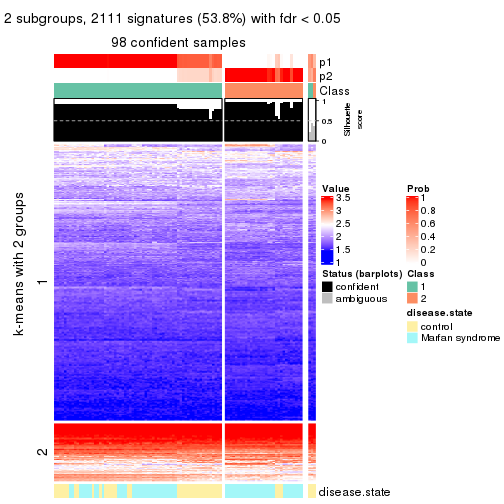 2 subgroups, 2111 signatures (53.8%) with fdr < 0.05
98 confident samples
p1
p2
Class
1
0.5
0
Silhouette
score
k-means with 2 groups
1
2
disease.state
Value
3.5
3
2.5
2
1.5
1
Prob
1
0.8
0.6
0.4
0.2
0
Status (barplots)
confident
ambiguous
Class
1
2
disease.state
control
Marfan syndrome